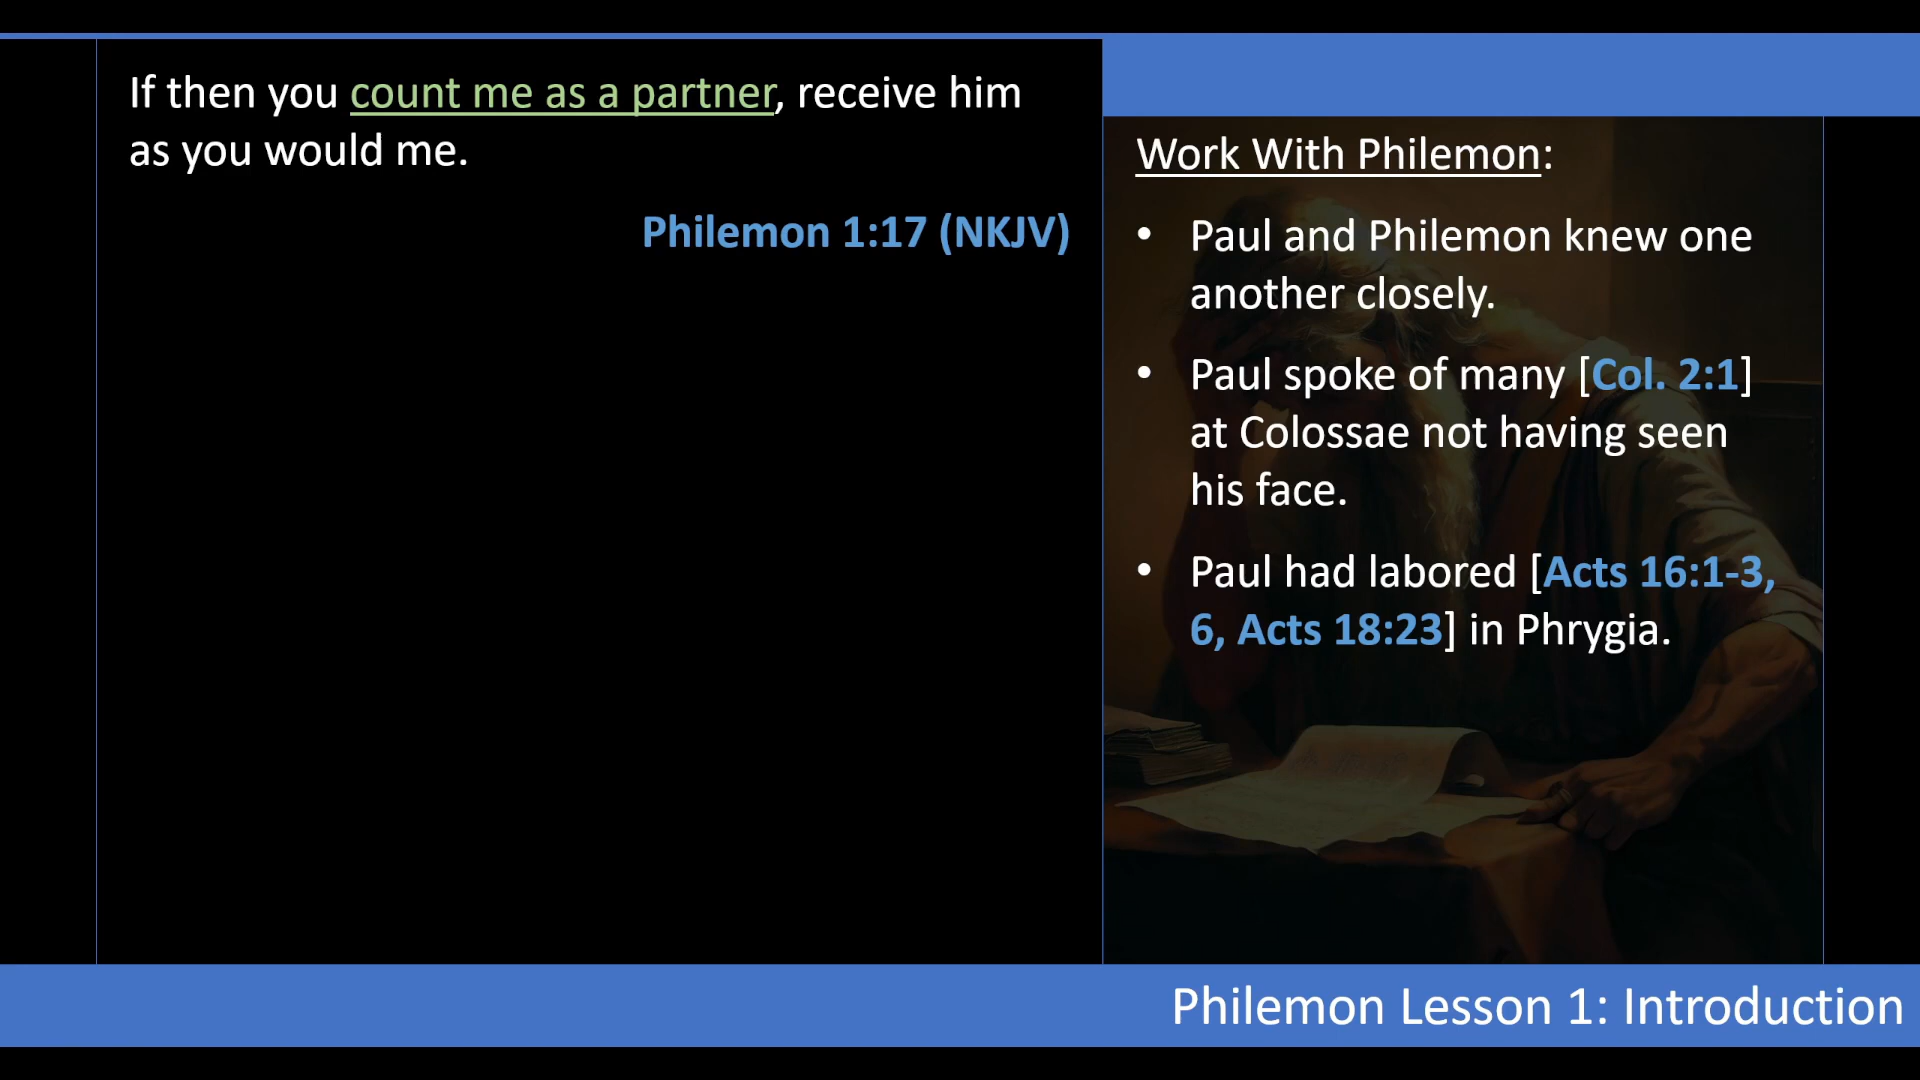 If then you count me as a partner, receive him
as you would me.
Philemon 1:17 (NKJV)
Work With Philemon:
• Paul and Philemon knew one
another closely.
• Paul spoke of many [Col. 2:1]
at Colossae not having seen
his face.
• Paul had labored [Acts 16:1-3,
6, Acts 18:23] in Phrygia.
Philemon Lesson 1: Introduction